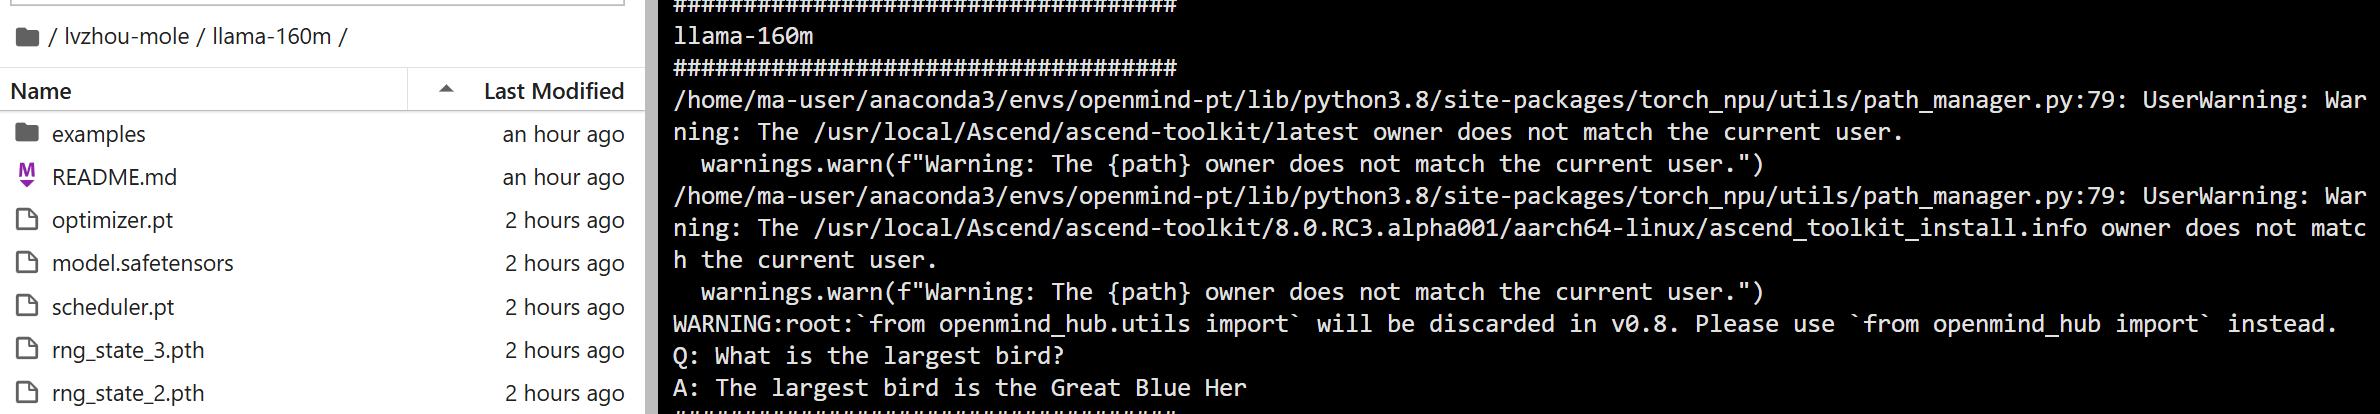 / lvzhou-mole / llama-160m /
Name Last Modified
examples an hour ago
README.md an hour ago
optimizer.pt 2 hours ago
model.safetensors 2 hours ago
scheduler.pt 2 hours ago
rng_state_3.pth 2 hours ago
rng_state_2.pth 2 hours ago
####################################
llama-160m
####################################
/home/ma-user/anaconda3/envs/openmind-pt/lib/python3.8/site-packages/torch_npu/utils/path_manager.py:79: UserWarning: War
ning: The /usr/local/Ascend/ascend-toolkit/latest owner does not match the current user.
  warnings.warn(f"Warning: The {path} owner does not match the current user.")
/home/ma-user/anaconda3/envs/openmind-pt/lib/python3.8/site-packages/torch_npu/utils/path_manager.py:79: UserWarning: War
ning: The /usr/local/Ascend/ascend-toolkit/8.0.RC3.alpha001/aarch64-linux/ascend_toolkit_install.info owner does not matc
h the current user.
  warnings.warn(f"Warning: The {path} owner does not match the current user.")
WARNING:root:`from openmind_hub.utils import` will be discarded in v0.8. Please use `from openmind_hub import` instead.
Q: What is the largest bird?
A: The largest bird is the Great Blue Her
####################################